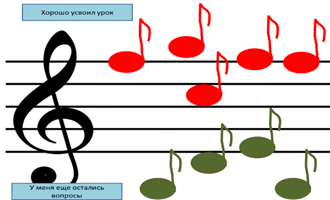 Хорошо усвоил урок
У меня еще остались
вопросы